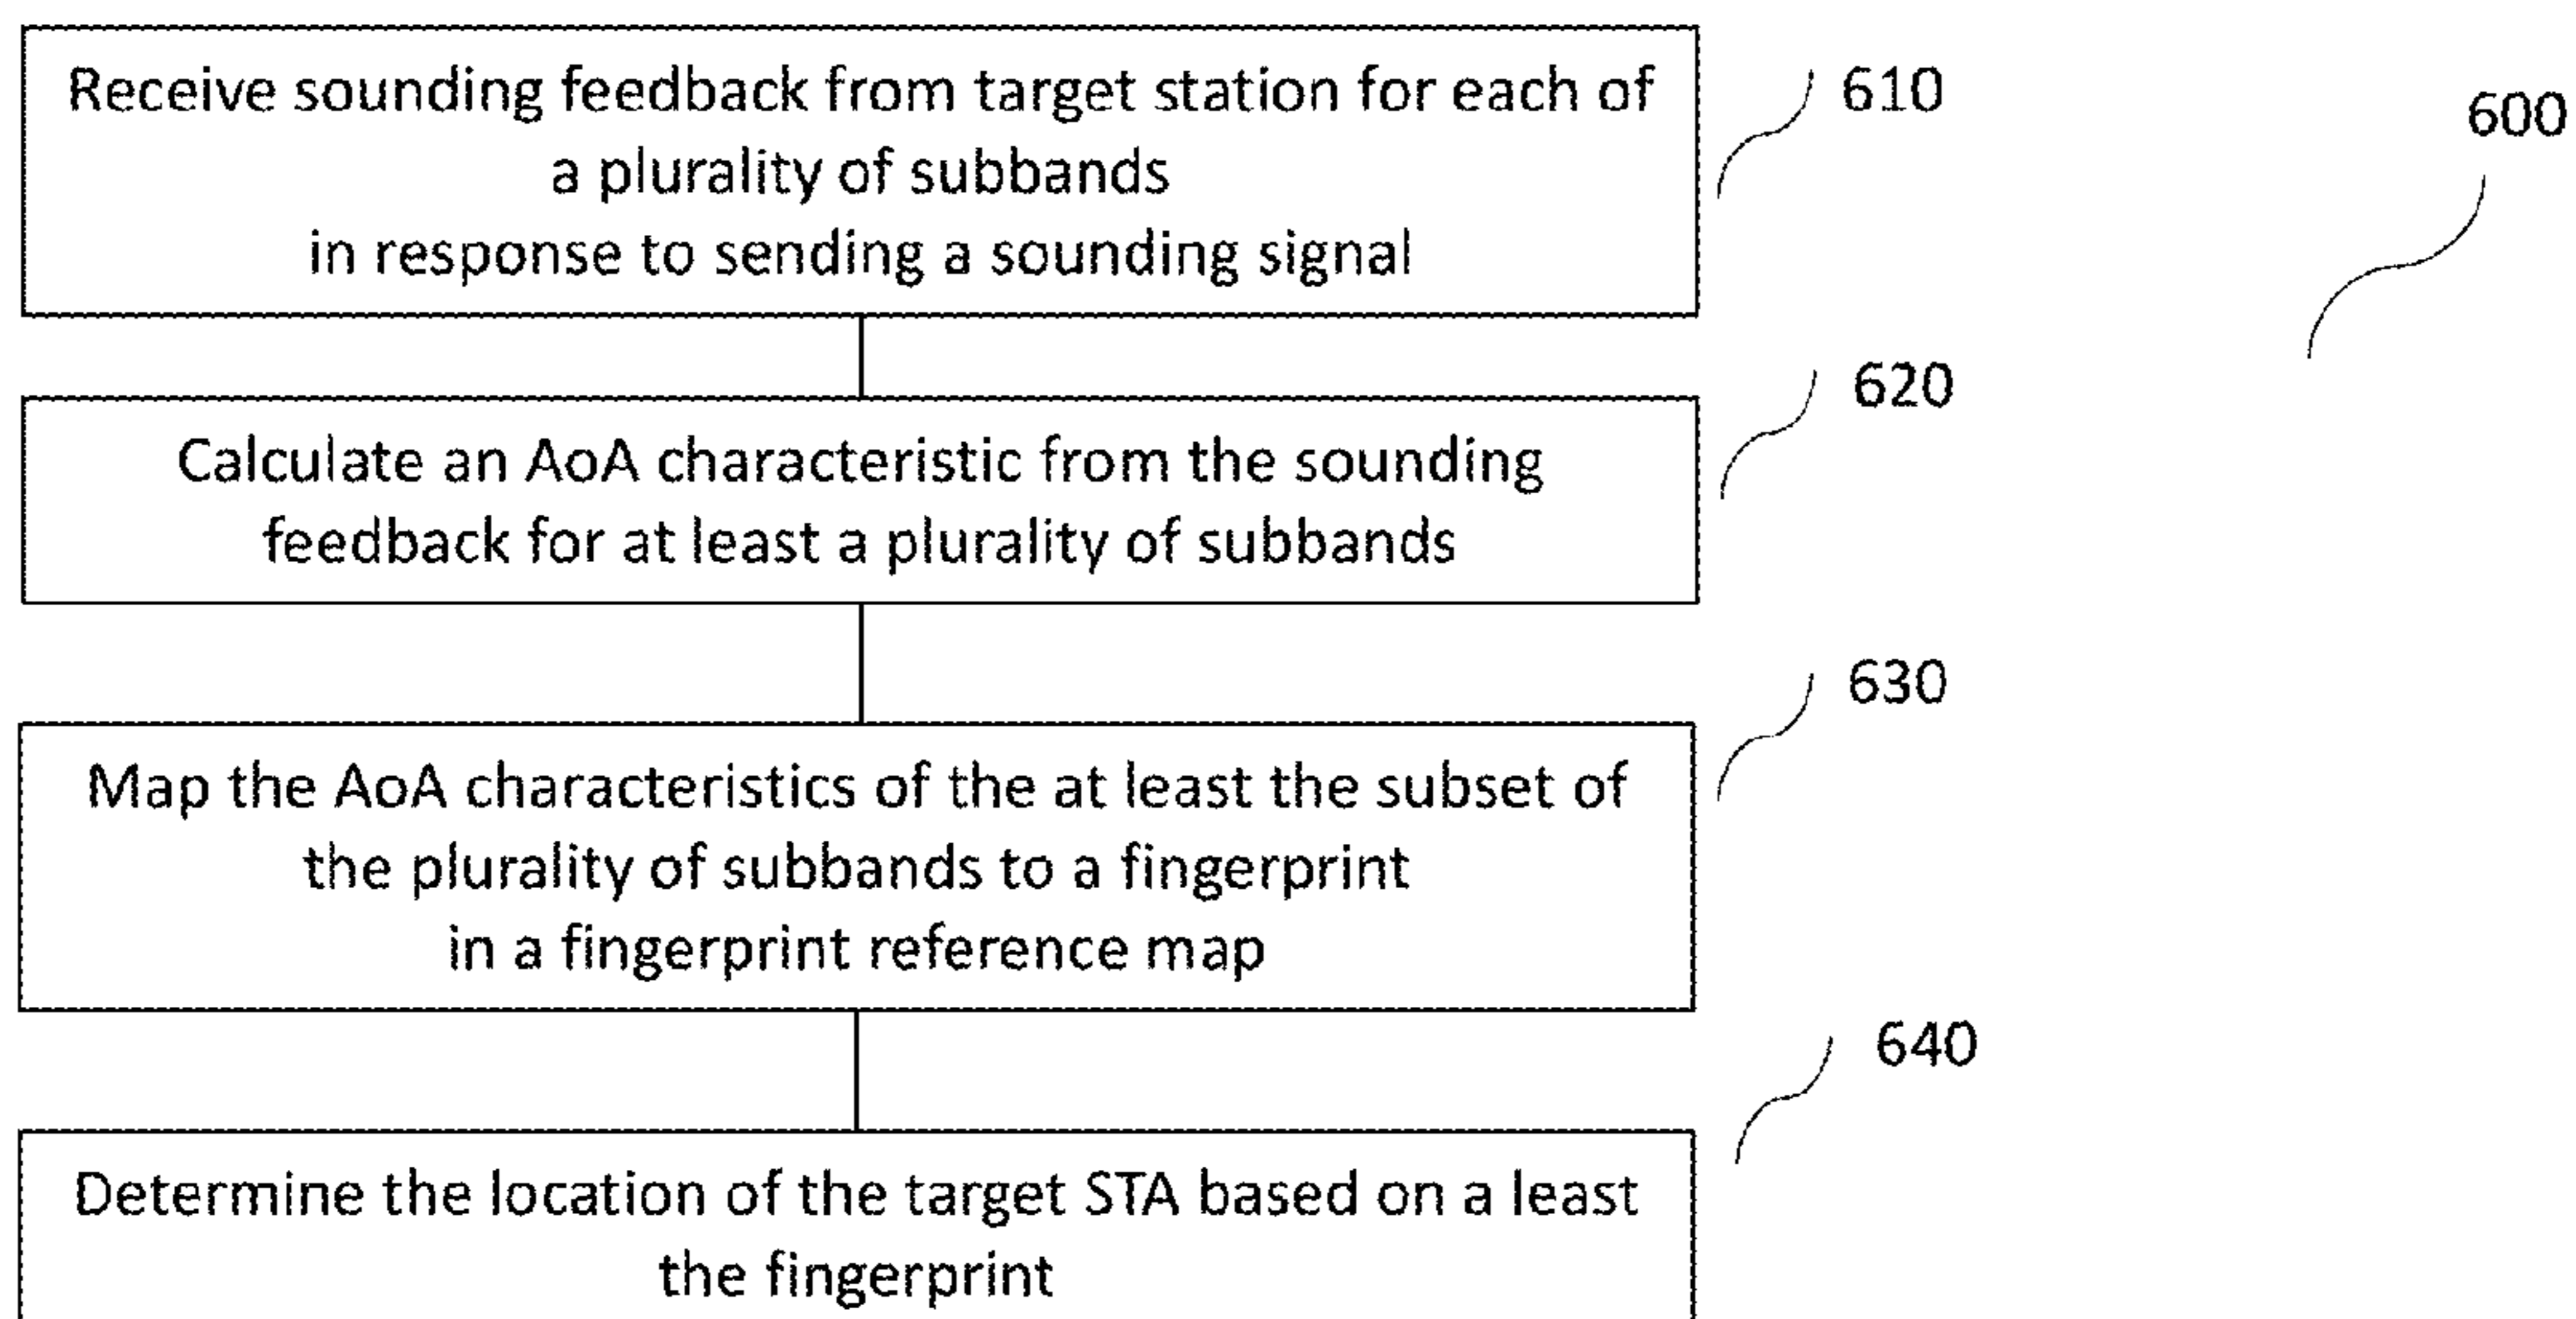 Receive sounding feedback from target station for each of
a plurality of subbands
in response to sending a sounding signal
610
600
Calculate an AoA characteristic from the sounding
feedback for at least a plurality of subbands
620
Map the AoA characteristics of the at least the subset of
the plurality of subbands to a fingerprint
in a fingerprint reference map
630
Determine the location of the target STA based on a least
the fingerprint
640